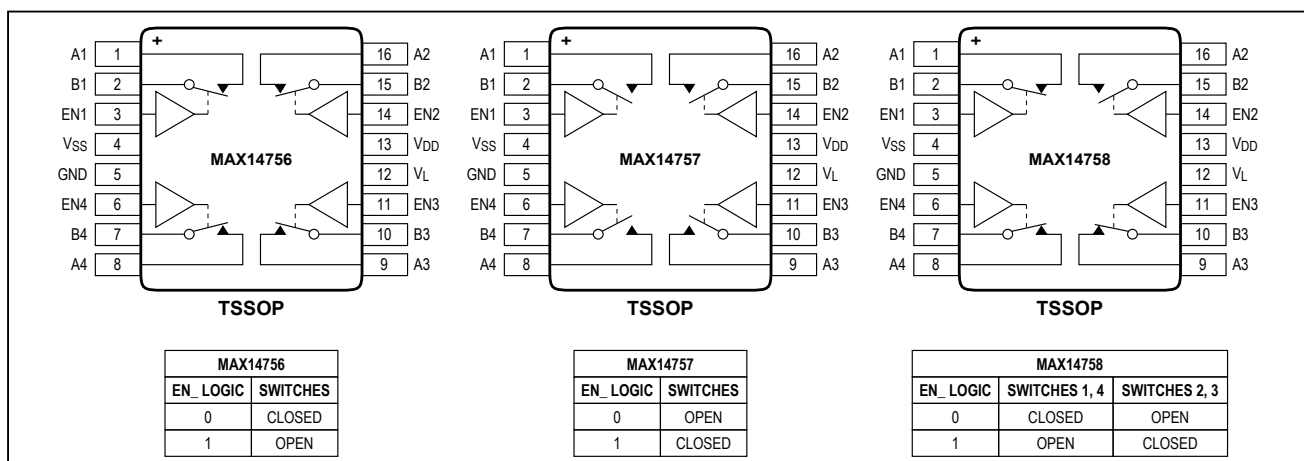 + + +
A1 1 16 A2 A1 1 16 A2 A1 1 16 A2
B1 2 15 B2 B1 2 15 B2 B1 2 15 B2
EN1 3 14 EN2 EN1 3 14 EN2 EN1 3 14 EN2
VSS 4 13 VDD VSS 4 13 VDD VSS 4 13 VDD
MAX14756 MAX14757 MAX14758
GND 5 12 VL GND 5 12 VL GND 5 12 VL
EN4 6 11 EN3 EN4 6 11 EN3 EN4 6 11 EN3
B4 7 10 B3 B4 7 10 B3 B4 7 10 B3
A4 8 9 A3 A4 8 9 A3 A4 8 9 A3
TSSOP TSSOP TSSOP
MAX14756 MAX14757 MAX14758
EN_ LOGIC SWITCHES EN_ LOGIC SWITCHES EN_ LOGIC SWITCHES 1, 4 SWITCHES 2, 3
0 CLOSED 0 OPEN 0 CLOSED OPEN
1 OPEN 1 CLOSED 1 OPEN CLOSED